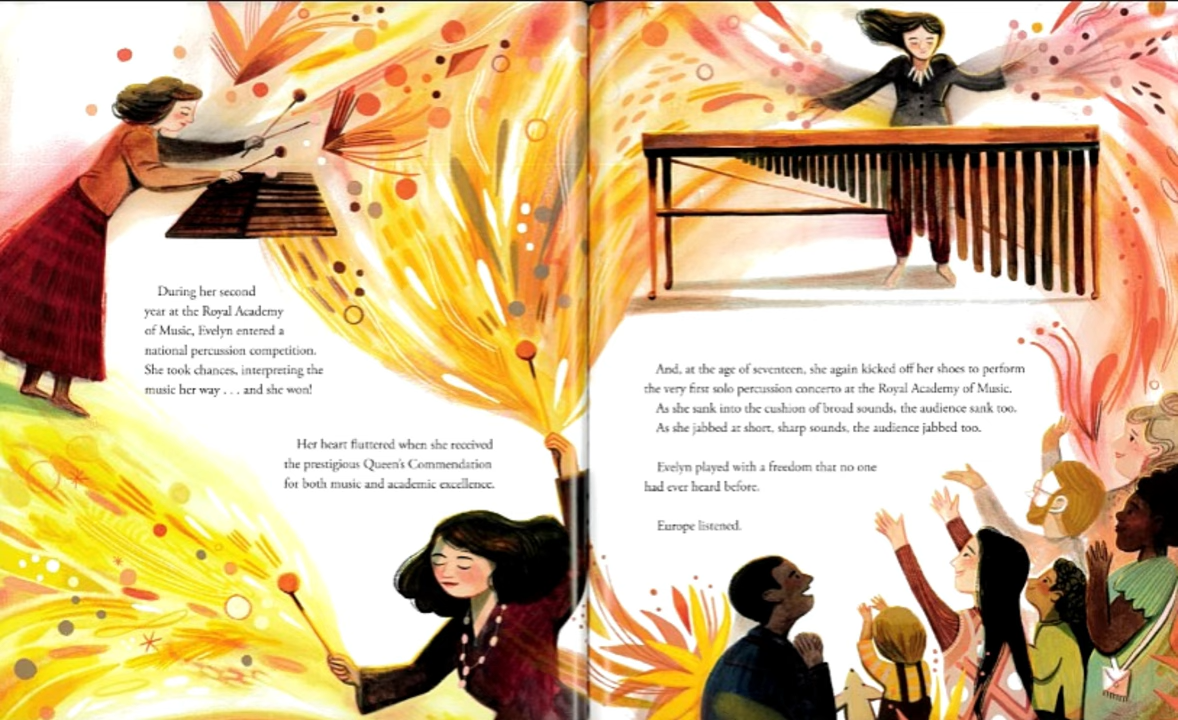 During her second
year at the Royal Academy
of Music, Evelyn entered a
national percussion competition.
She took chances, interpreting the
music her way . . . and she won!
Her heart fluttered when she received
the prestigious Queen's Commendation
for both music and academic excellence.
And, at the age of seventeen, she again kicked off her shoes to perform
the very first solo percussion concerto at the Royal Academy of Music.
As she sank into the cushion of broad sounds, the audience sank too.
As she jabbed at short, sharp sounds, the audience jabbed too.
Evelyn played with a freedom that no one
had ever heard before.
Europe listened.